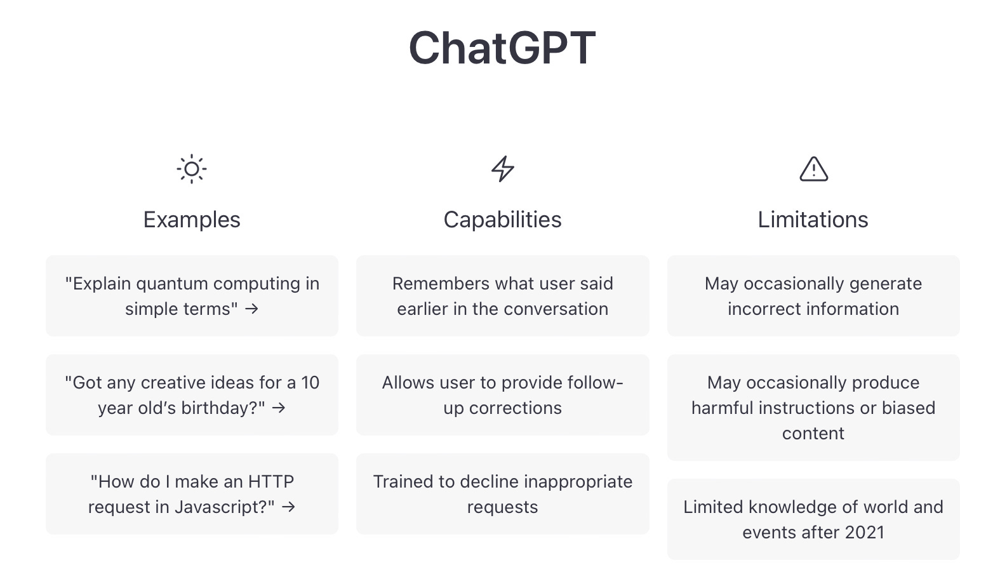 ChatGPT
Examples
"Explain quantum computing in
simple terms" →
"Got any creative ideas for a 10
year old’s birthday?" →
"How do I make an HTTP
request in Javascript?" →
Capabilities
Remembers what user said
earlier in the conversation
Allows user to provide follow-
up corrections
Trained to decline inappropriate
requests
Limitations
May occasionally generate
incorrect information
May occasionally produce
harmful instructions or biased
content
Limited knowledge of world and
events after 2021